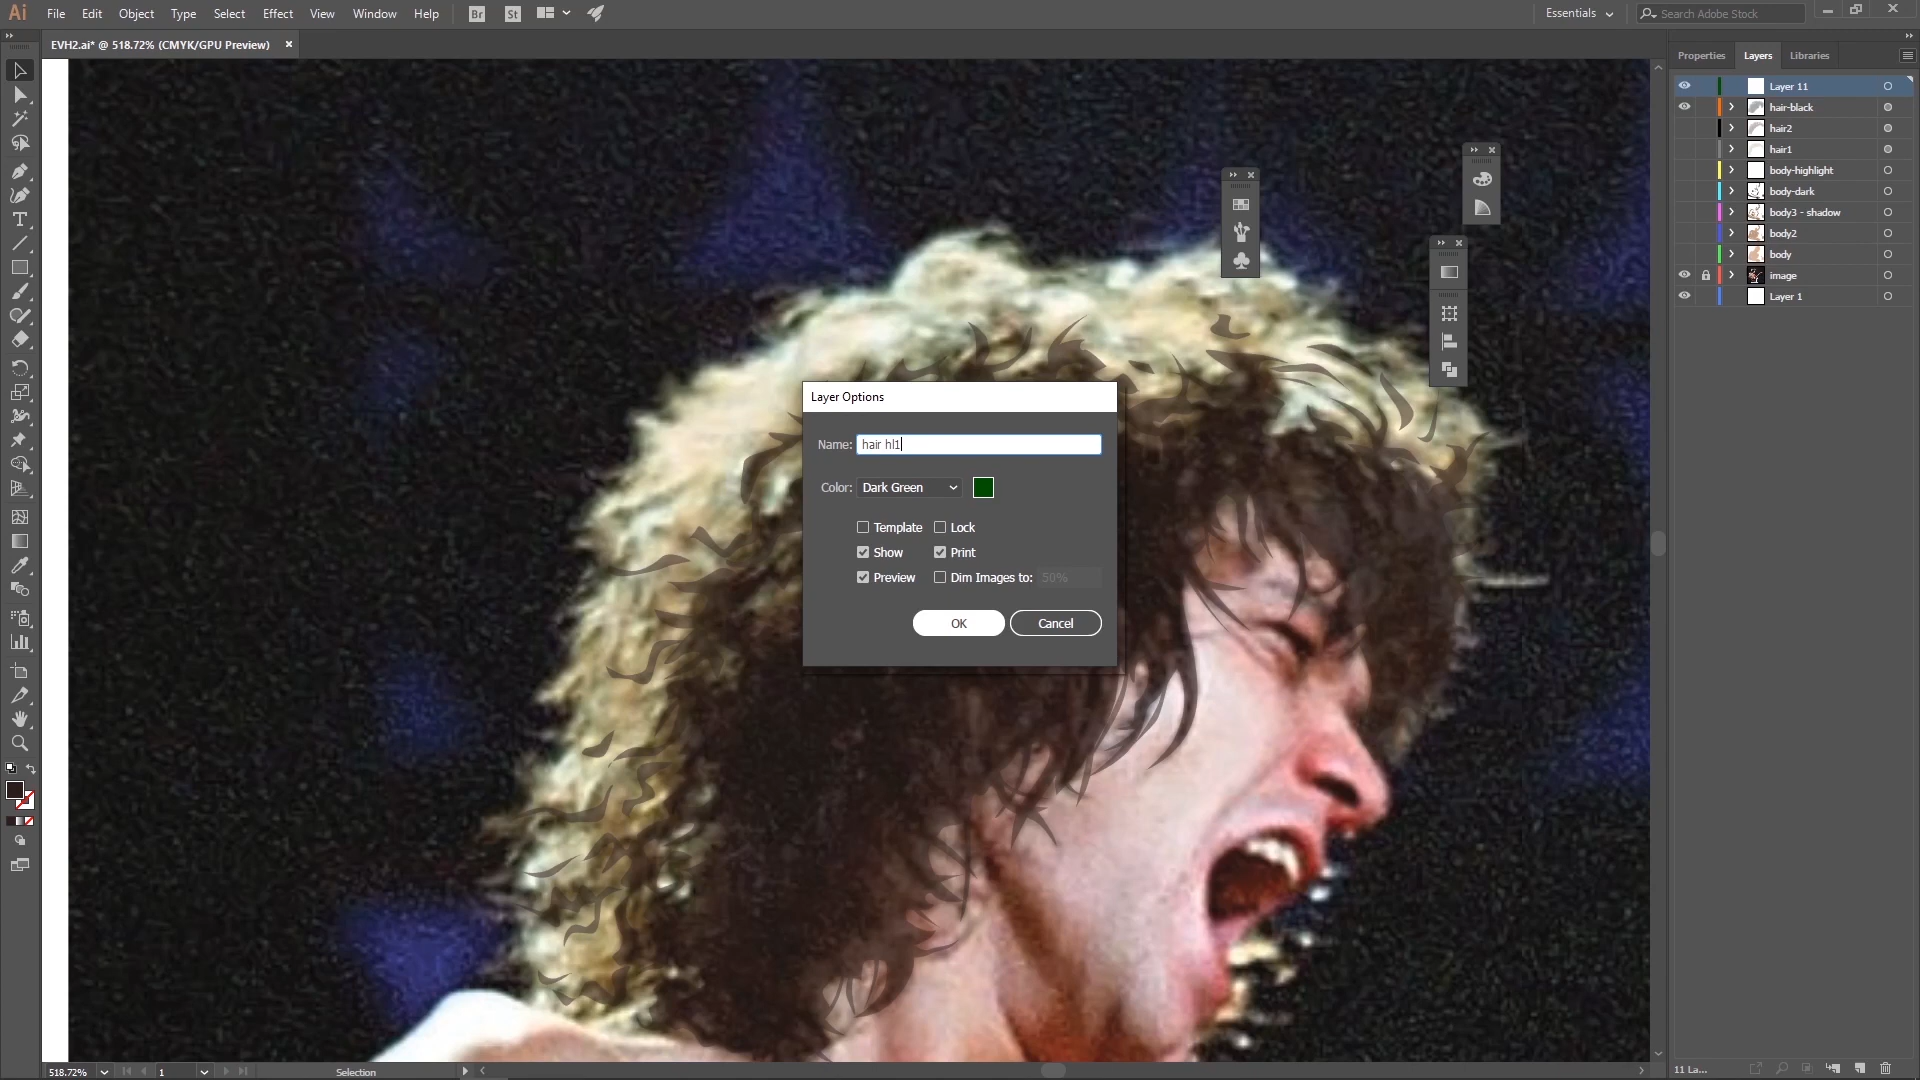 Ai File Edit Object Type Select Effect View Window Help Br St Essentials Search Adobe Stock
EVH2.ai* @ 518.72% (CMYK/GPU Preview)
Properties Layers Libraries
Layer 11
hair-black
hair2
hair1
body-highlight
body-dark
body3 - shadow
body2
body
image
Layer 1
Layer Options
Name: hair hl1
Color: Dark Green
Template Lock
Show Print
Preview Dim Images to: 50%
OK Cancel
518.72% 1 Selection
11 La...